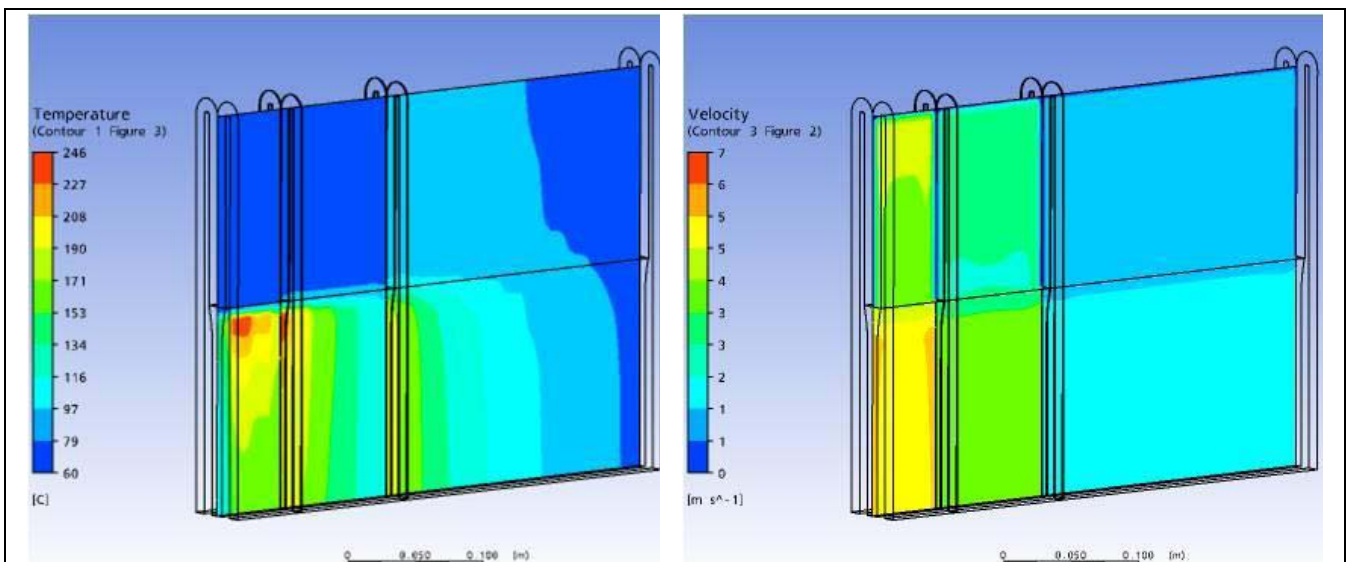 Temperature
(Contour 1 Figure 3)
246
227
208
190
171
153
134
116
97
79
60
[C]
0 0.050 0.100 (m)
Velocity
(Contour 3 Figure 2)
7
6
5
5
4
3
3
2
1
1
0
[m s^-1]
0 0.050 0.100 (m)